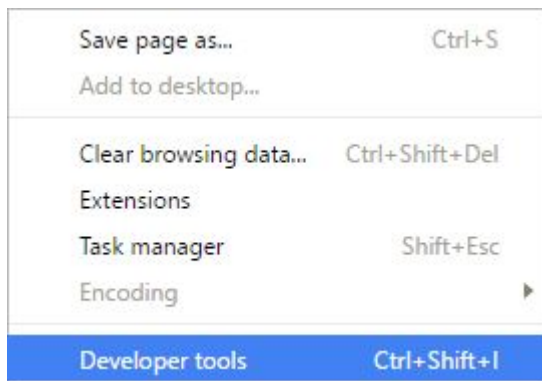 Save page as... Ctrl+S
Add to desktop...
Clear browsing data... Ctrl+Shift+Del
Extensions
Task manager Shift+Esc
Encoding
Developer tools Ctrl+Shift+I